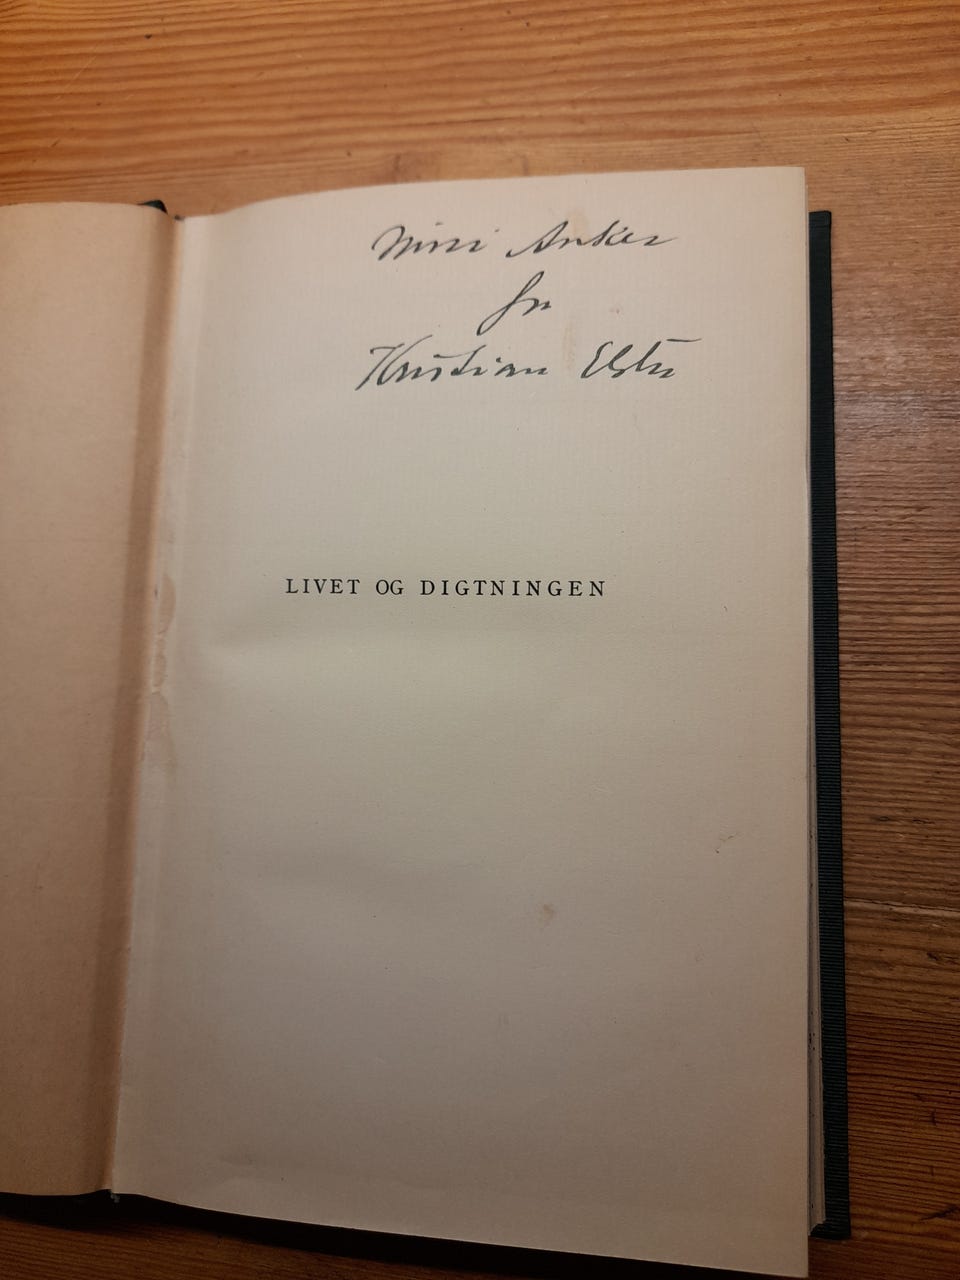 Nini Anker
fra
Kristian Elster
LIVET OG DIGTNINGEN